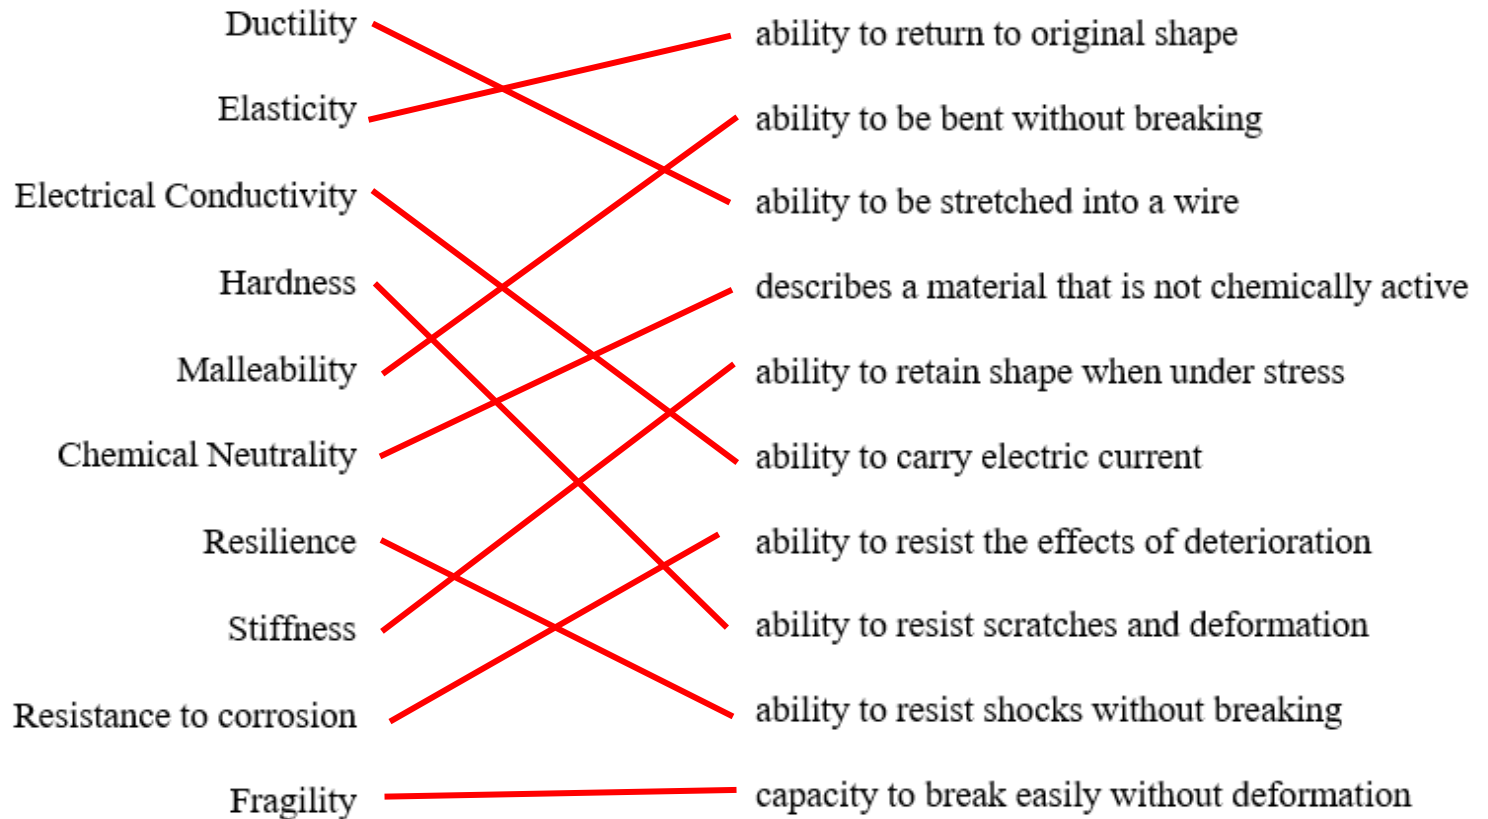 Ductility
Elasticity
Electrical Conductivity
Hardness
Malleability
Chemical Neutrality
Resilience
Stiffness
Resistance to corrosion
Fragility
ability to return to original shape
ability to be bent without breaking
ability to be stretched into a wire
describes a material that is not chemically active
ability to retain shape when under stress
ability to carry electric current
ability to resist the effects of deterioration
ability to resist scratches and deformation
ability to resist shocks without breaking
capacity to break easily without deformation